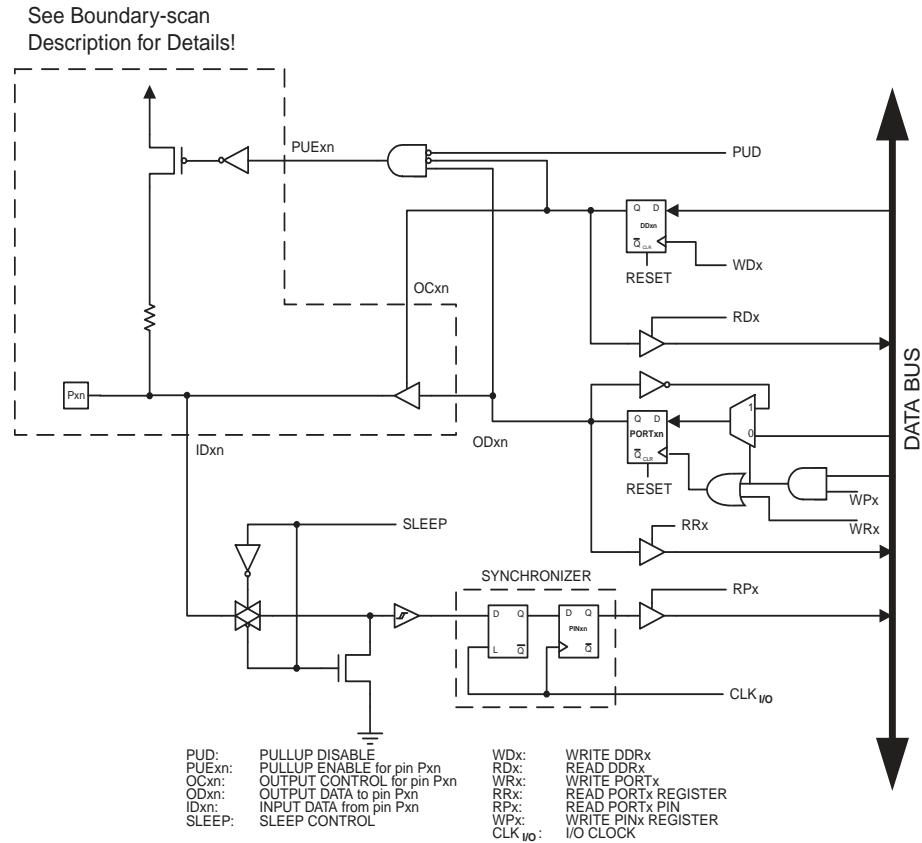 See Boundary-scan
Description for Details!
PUExn
PUD
Q D
DDxn
Q CLR
WDx
RESET
OCxn
RDx
Pxn
1
Q D
PORTxn
0
ODxn
IDxn
Q CLR
RESET
WPx
WRx
SLEEP
RRx
SYNCHRONIZER
RPx
D Q
L Q
D Q
PINxn
Q
CLK I/O
DATA BUS
PUD: PULLUP DISABLE
PUExn: PULLUP ENABLE for pin Pxn
OCxn: OUTPUT CONTROL for pin Pxn
ODxn: OUTPUT DATA to pin Pxn
IDxn: INPUT DATA from pin Pxn
SLEEP: SLEEP CONTROL
WDx: WRITE DDRx
RDx: READ DDRx
WRx: WRITE PORTx
RRx: READ PORTx REGISTER
RPx: READ PORTx PIN
WPx: WRITE PINx REGISTER
CLK I/O: I/O CLOCK